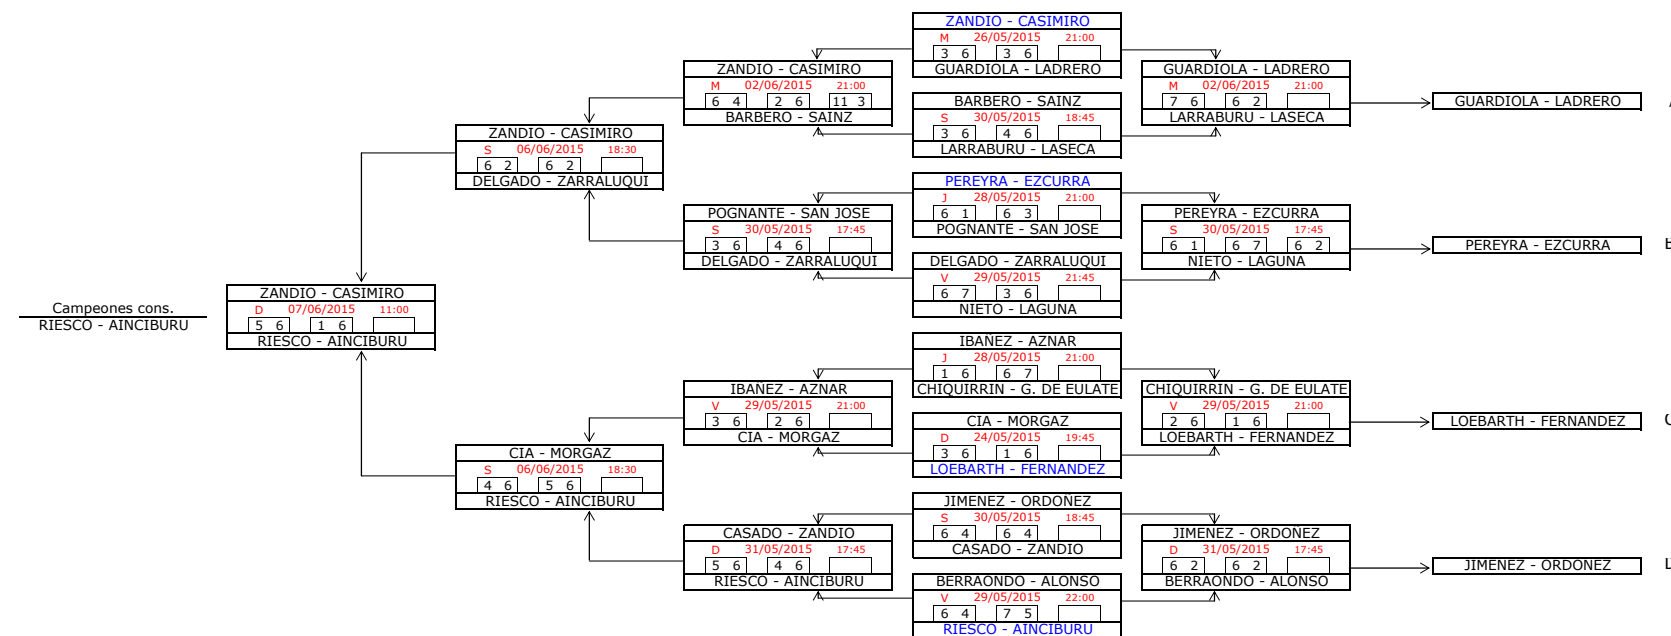 ZANDIO - CASIMIRO
M 26/05/2015 21:00
3 6 3 6
GUARDIOLA - LADRERO
BARBERO - SAINZ
S 30/05/2015 18:45
3 6 4 6
LARRABURU - LASECA
PEREYRA - EZCURRA
J 28/05/2015 21:00
6 1 6 3
POGNANTE - SAN JOSE
DELGADO - ZARRALUQUI
V 29/05/2015 21:45
6 7 3 6
NIETO - LAGUNA
IBAÑEZ - AZNAR
J 28/05/2015 21:00
1 6 6 7
CHIQUIRRIN - G. DE EULATE
CIA - MORGAZ
D 24/05/2015 19:45
3 6 1 6
LOEBARTH - FERNANDEZ
JIMENEZ - ORDOÑEZ
S 30/05/2015 18:45
6 4 6 4
CASADO - ZANDIO
BERRAONDO - ALONSO
V 29/05/2015 22:00
6 4 7 5
RIESCO - AINCIBURU
ZANDIO - CASIMIRO
M 02/06/2015 21:00
6 4 2 6 11 3
BARBERO - SAINZ
POGNANTE - SAN JOSE
S 30/05/2015 17:45
3 6 4 6
DELGADO - ZARRALUQUI
IBAÑEZ - AZNAR
V 29/05/2015 21:00
3 6 2 6
CIA - MORGAZ
CASADO - ZANDIO
D 31/05/2015 17:45
5 6 4 6
RIESCO - AINCIBURU
ZANDIO - CASIMIRO
S 06/06/2015 18:30
6 2 6 2
DELGADO - ZARRALUQUI
CIA - MORGAZ
S 06/06/2015 18:30
4 6 5 6
RIESCO - AINCIBURU
ZANDIO - CASIMIRO
D 07/06/2015 11:00
5 6 1 6
RIESCO - AINCIBURU
Campeones cons.
RIESCO - AINCIBURU
GUARDIOLA - LADRERO
M 02/06/2015 21:00
7 6 6 2
LARRABURU - LASECA
PEREYRA - EZCURRA
S 30/05/2015 17:45
6 1 6 7 6 2
NIETO - LAGUNA
CHIQUIRRIN - G. DE EULATE
V 29/05/2015 21:00
2 6 1 6
LOEBARTH - FERNANDEZ
JIMENEZ - ORDOÑEZ
D 31/05/2015 17:45
6 2 6 2
BERRAONDO - ALONSO
GUARDIOLA - LADRERO
PEREYRA - EZCURRA
LOEBARTH - FERNANDEZ
JIMENEZ - ORDOÑEZ